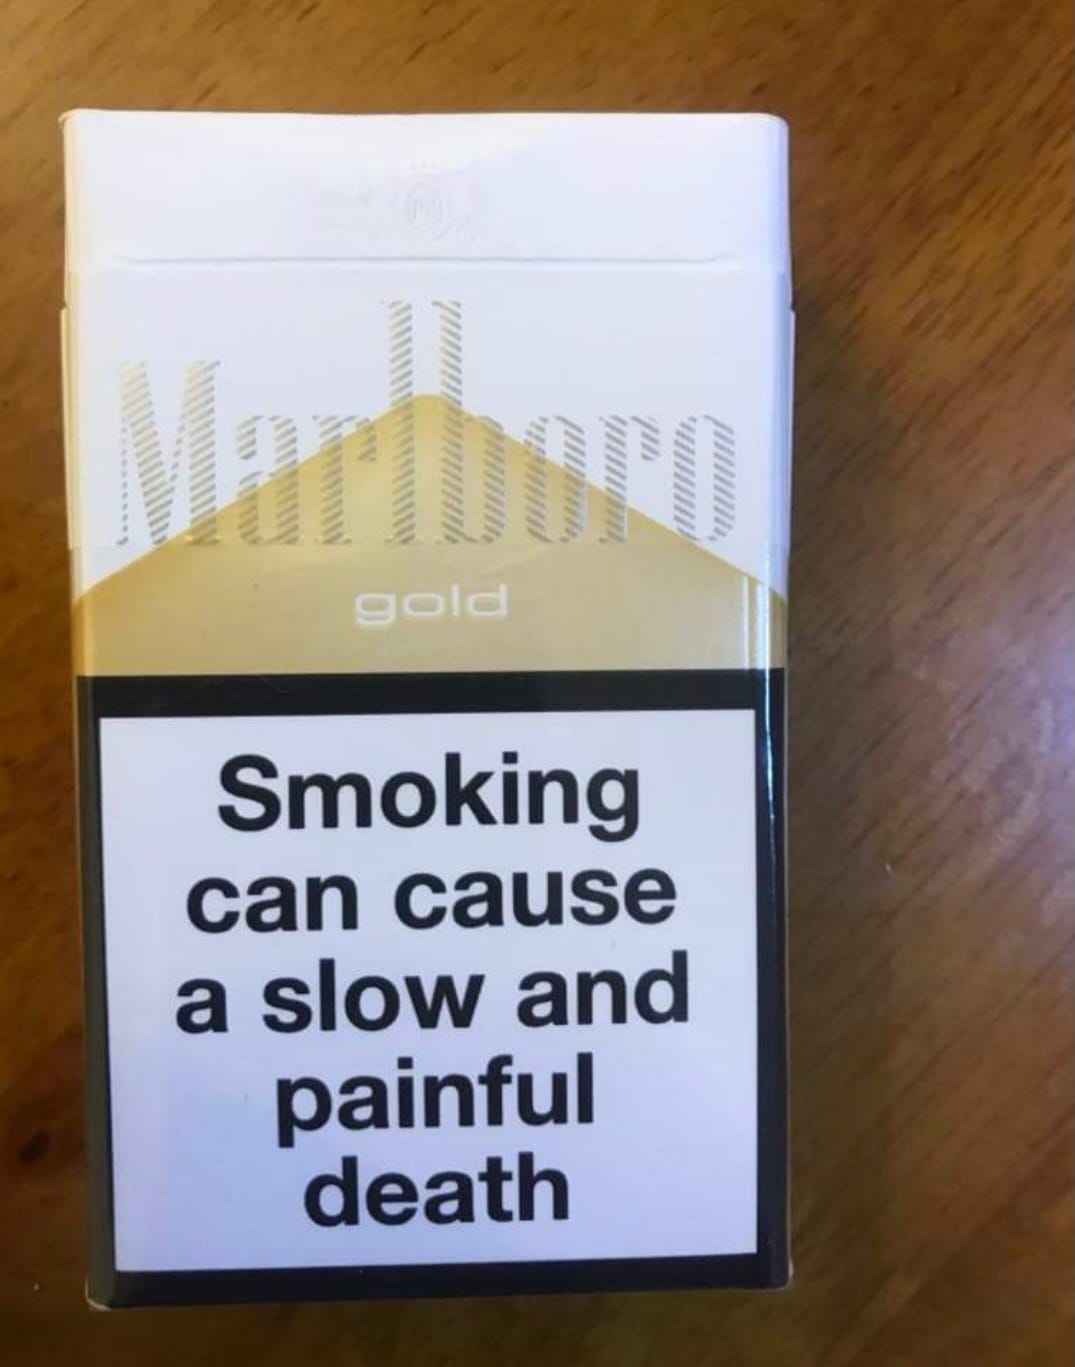 Marlboro
gold
Smoking
can cause
a slow and
painful
death